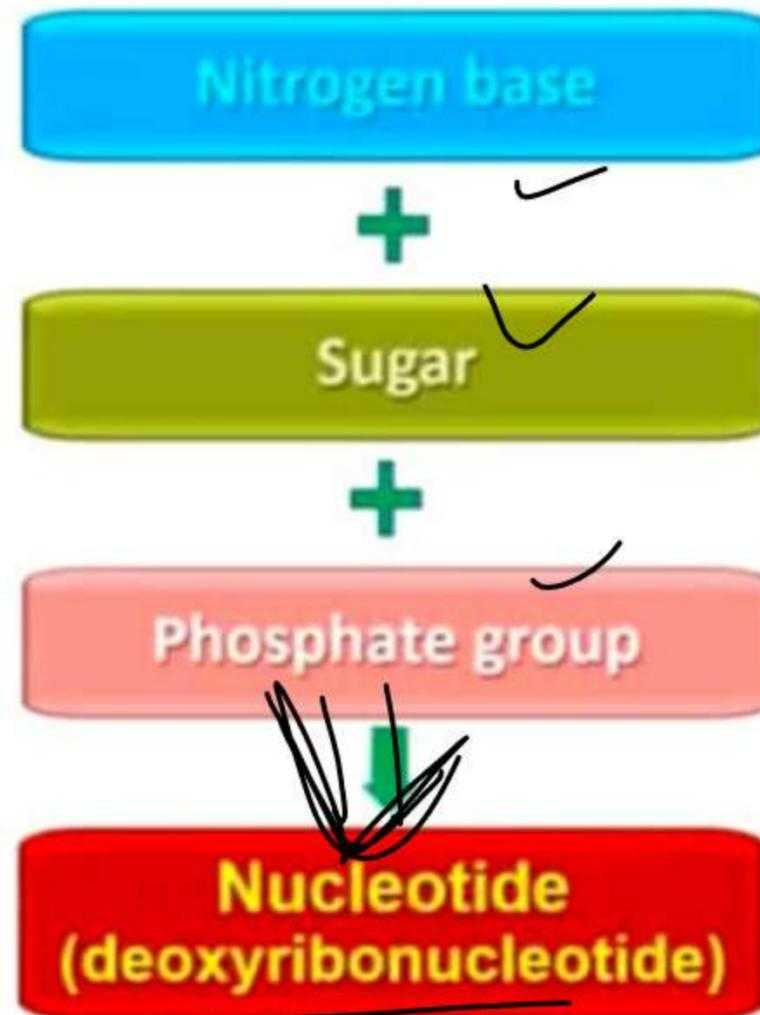 Nitrogen base
+
Sugar
+
Phosphate group
Nucleotide
(deoxyribonucleotide)